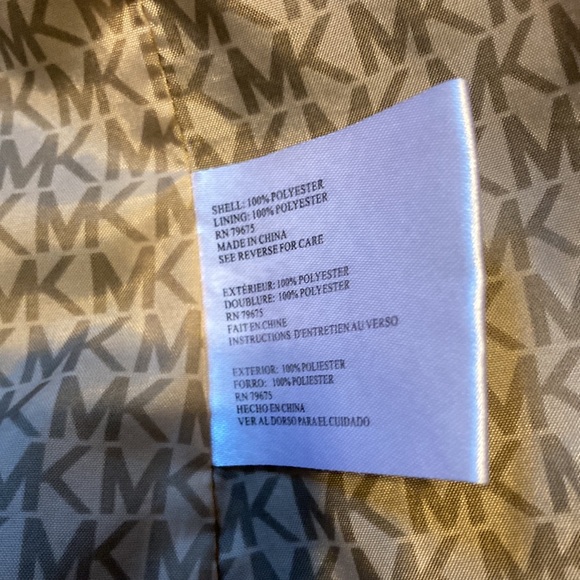 SHELL: 100% POLYESTER
LINING: 100% POLYESTER
RN 79675
MADE IN CHINA
SEE REVERSE FOR CARE
EXTÉRIEUR: 100% POLYESTER
DOUBLURE: 100% POLYESTER
RN 79675
FAIT EN CHINE
INSTRUCTIONS D'ENTRETIEN AU VERSO
EXTERIOR: 100% POLIESTER
FORRO: 100% POLIESTER
RN 79675
HECHO EN CHINA
VER AL DORSO PARA EL CUIDADO
MK